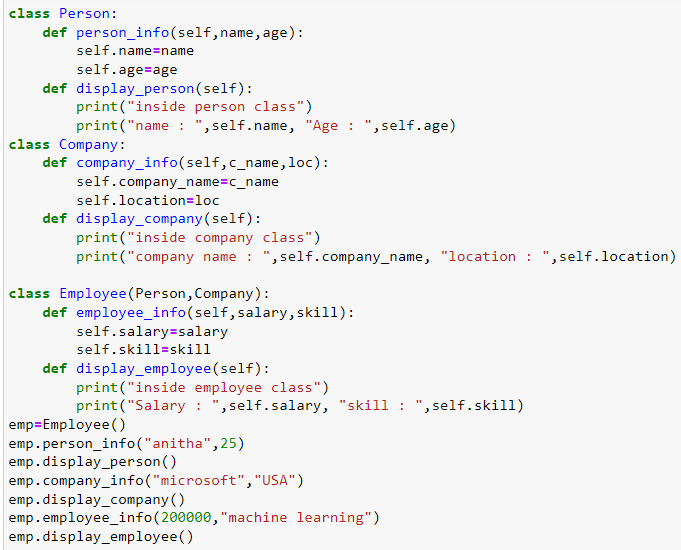 class Person:
    def person_info(self,name,age):
        self.name=name
        self.age=age
    def display_person(self):
        print("inside person class")
        print("name : ",self.name, "Age : ",self.age)
class Company:
    def company_info(self,c_name,loc):
        self.company_name=c_name
        self.location=loc
    def display_company(self):
        print("inside company class")
        print("company name : ",self.company_name, "location : ",self.location)

class Employee(Person,Company):
    def employee_info(self,salary,skill):
        self.salary=salary
        self.skill=skill
    def display_employee(self):
        print("inside employee class")
        print("Salary : ",self.salary, "skill : ",self.skill)
emp=Employee()
emp.person_info("anitha",25)
emp.display_person()
emp.company_info("microsoft","USA")
emp.display_company()
emp.employee_info(200000,"machine learning")
emp.display_employee()